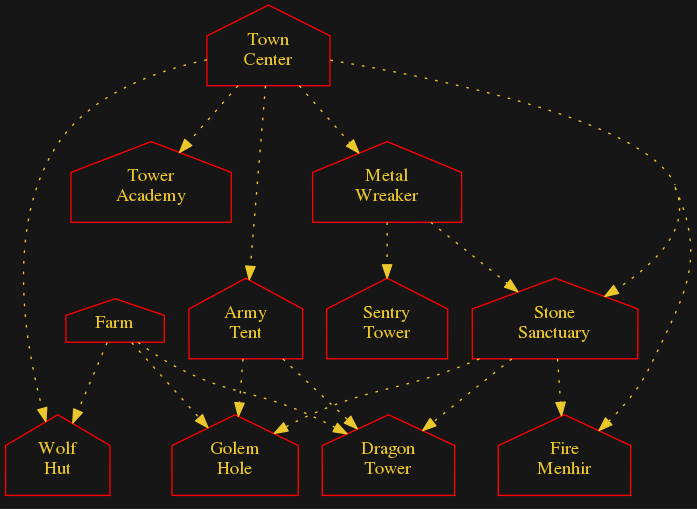 Town
Center
Tower
Academy
Metal
Wreaker
Farm
Army
Tent
Sentry
Tower
Stone
Sanctuary
Wolf
Hut
Golem
Hole
Dragon
Tower
Fire
Menhir